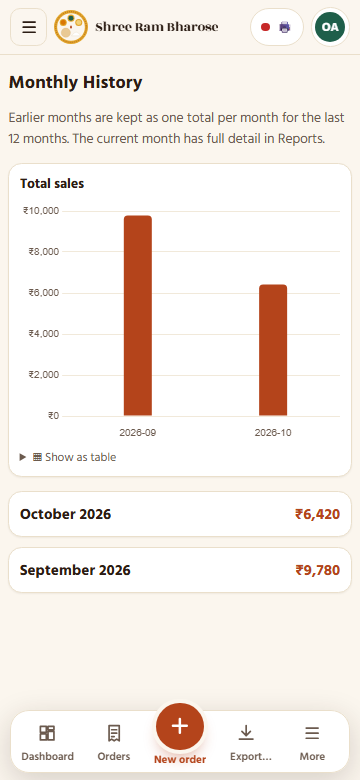 Shree Ram Bharose
OA
Monthly History
Earlier months are kept as one total per month for the last
12 months. The current month has full detail in Reports.
Total sales
₹10,000
₹8,000
₹6,000
₹4,000
₹2,000
₹0
2026-09
2026-10
Show as table
October 2026 ₹6,420
September 2026 ₹9,780
Dashboard Orders New order Export... More